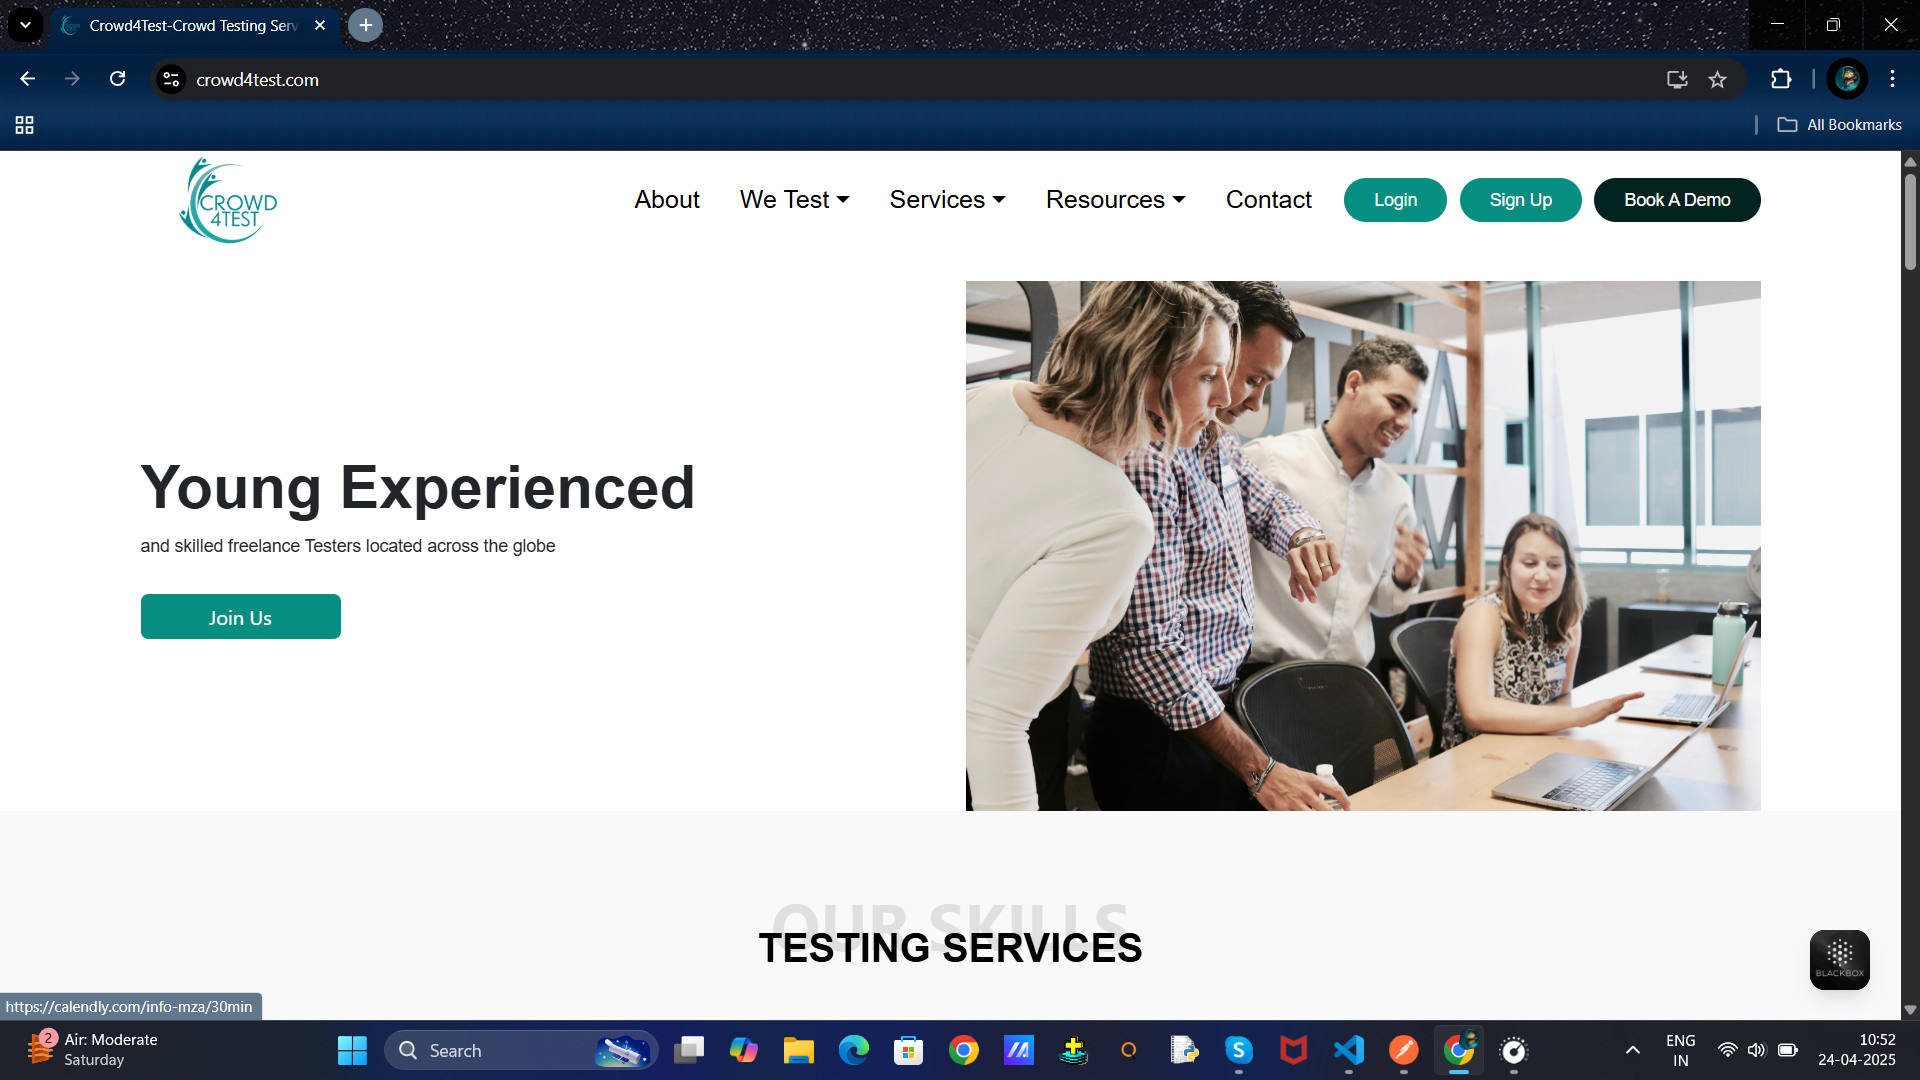 Crowd4Test-Crowd Testing Serv
crowd4test.com
All Bookmarks
CROWD
4TEST
About
We Test
Services
Resources
Contact
Login
Sign Up
Book A Demo
Young Experienced
and skilled freelance Testers located across the globe
Join Us
OUR SKILLS
TESTING SERVICES
BLACKBOX
https://calendly.com/info-mza/30min
2
Air: Moderate
Saturday
Search
ENG
IN
10:52
24-04-2025